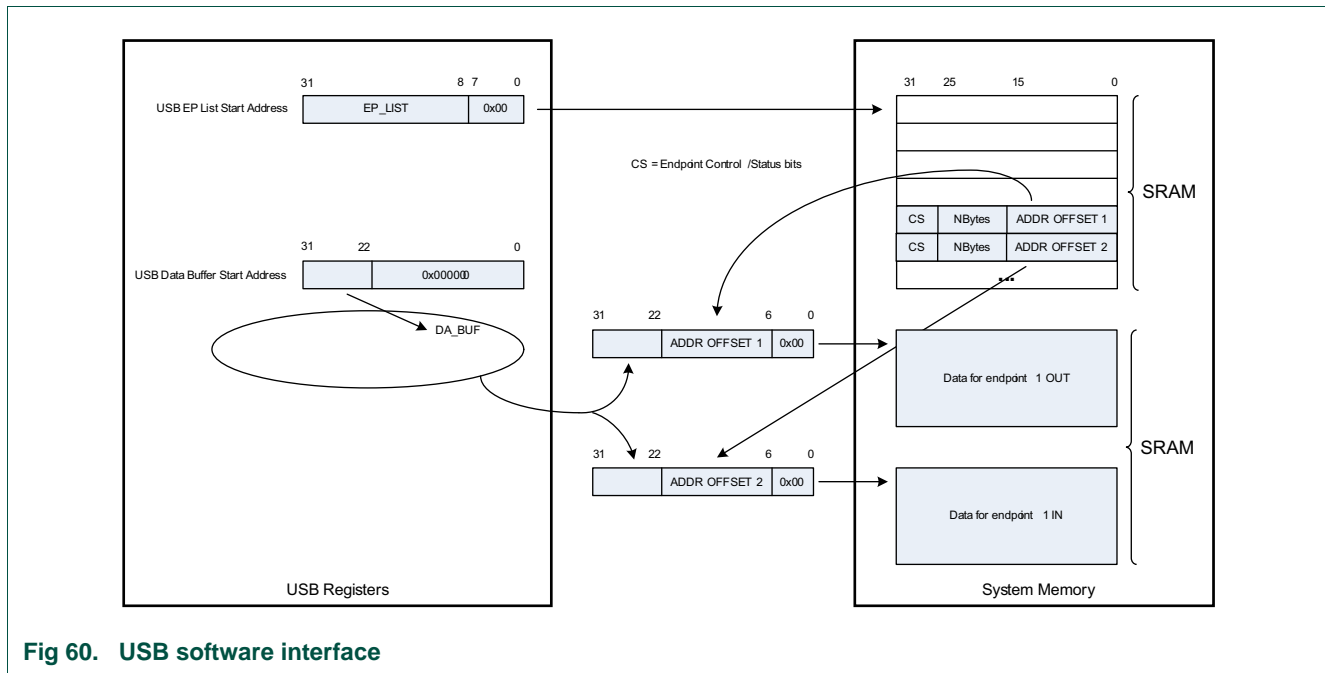 31 8 7 0
USB EP List Start Address EP_LIST 0x00
31 25 15 0
CS = Endpoint Control /Status bits
CS NBytes ADDR OFFSET 1
CS NBytes ADDR OFFSET 2
...
SRAM
31 22 0
USB Data Buffer Start Address 0x000000
DA_BUF
31 22 6 0
ADDR OFFSET 1 0x00
Data for endpoint 1 OUT
31 22 6 0
ADDR OFFSET 2 0x00
Data for endpoint 1 IN
SRAM
USB Registers
System Memory
Fig 60. USB software interface